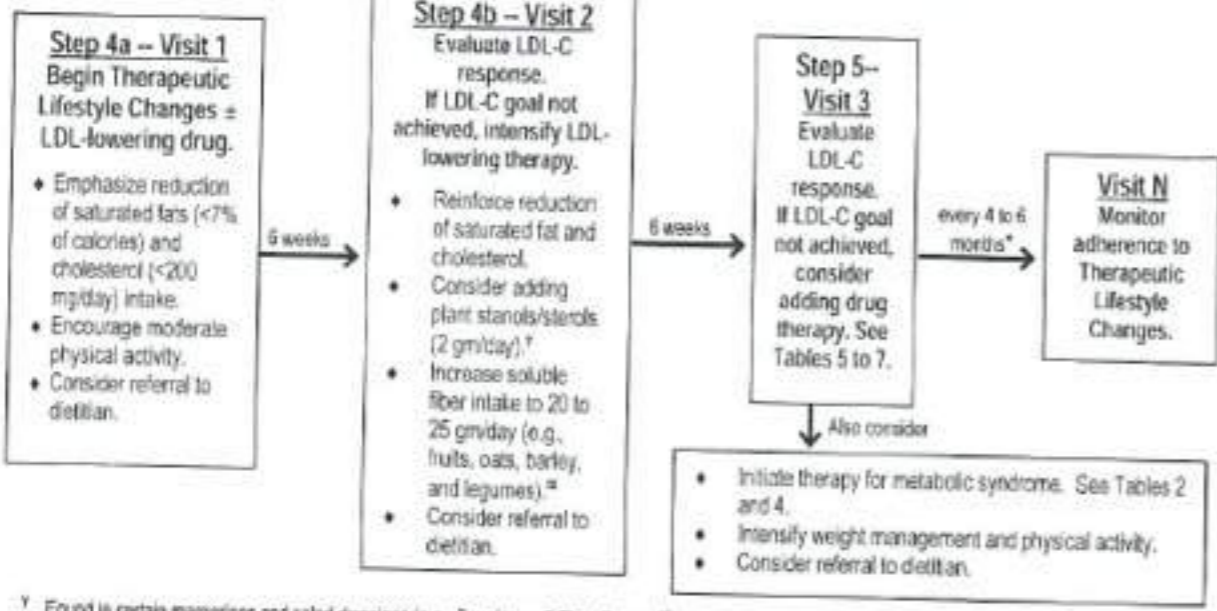 Step 4a -- Visit 1
Begin Therapeutic
Lifestyle Changes ±
LDL-lowering drug.
♦ Emphasize reduction
of saturated fats (<7%
of calories) and
cholesterol (<200
mg/day) intake.
♦ Encourage moderate
physical activity.
♦ Consider referral to
dietitian.
6 weeks
Step 4b -- Visit 2
Evaluate LDL-C
response.
If LDL-C goal not
achieved, intensify LDL-
lowering therapy.
♦ Reinforce reduction
of saturated fat and
cholesterol.
♦ Consider adding
plant stanols/sterols
(2 gm/day).
♦ Increase soluble
fiber intake to 20 to
25 gm/day (e.g.,
fruits, oats, barley,
and legumes).
♦ Consider referral to
dietitian.
6 weeks
Step 5--
Visit 3
Evaluate
LDL-C
response.
If LDL-C goal
not achieved,
consider
adding drug
therapy. See
Tables 5 to 7.
every 4 to 6
months*
Visit N
Monitor
adherence to
Therapeutic
Lifestyle
Changes.
Also consider
• Initiate therapy for metabolic syndrome. See Tables 2
and 4.
• Intensify weight management and physical activity.
• Consider referral to dietitian.
Found in certain margarines and salad dressings